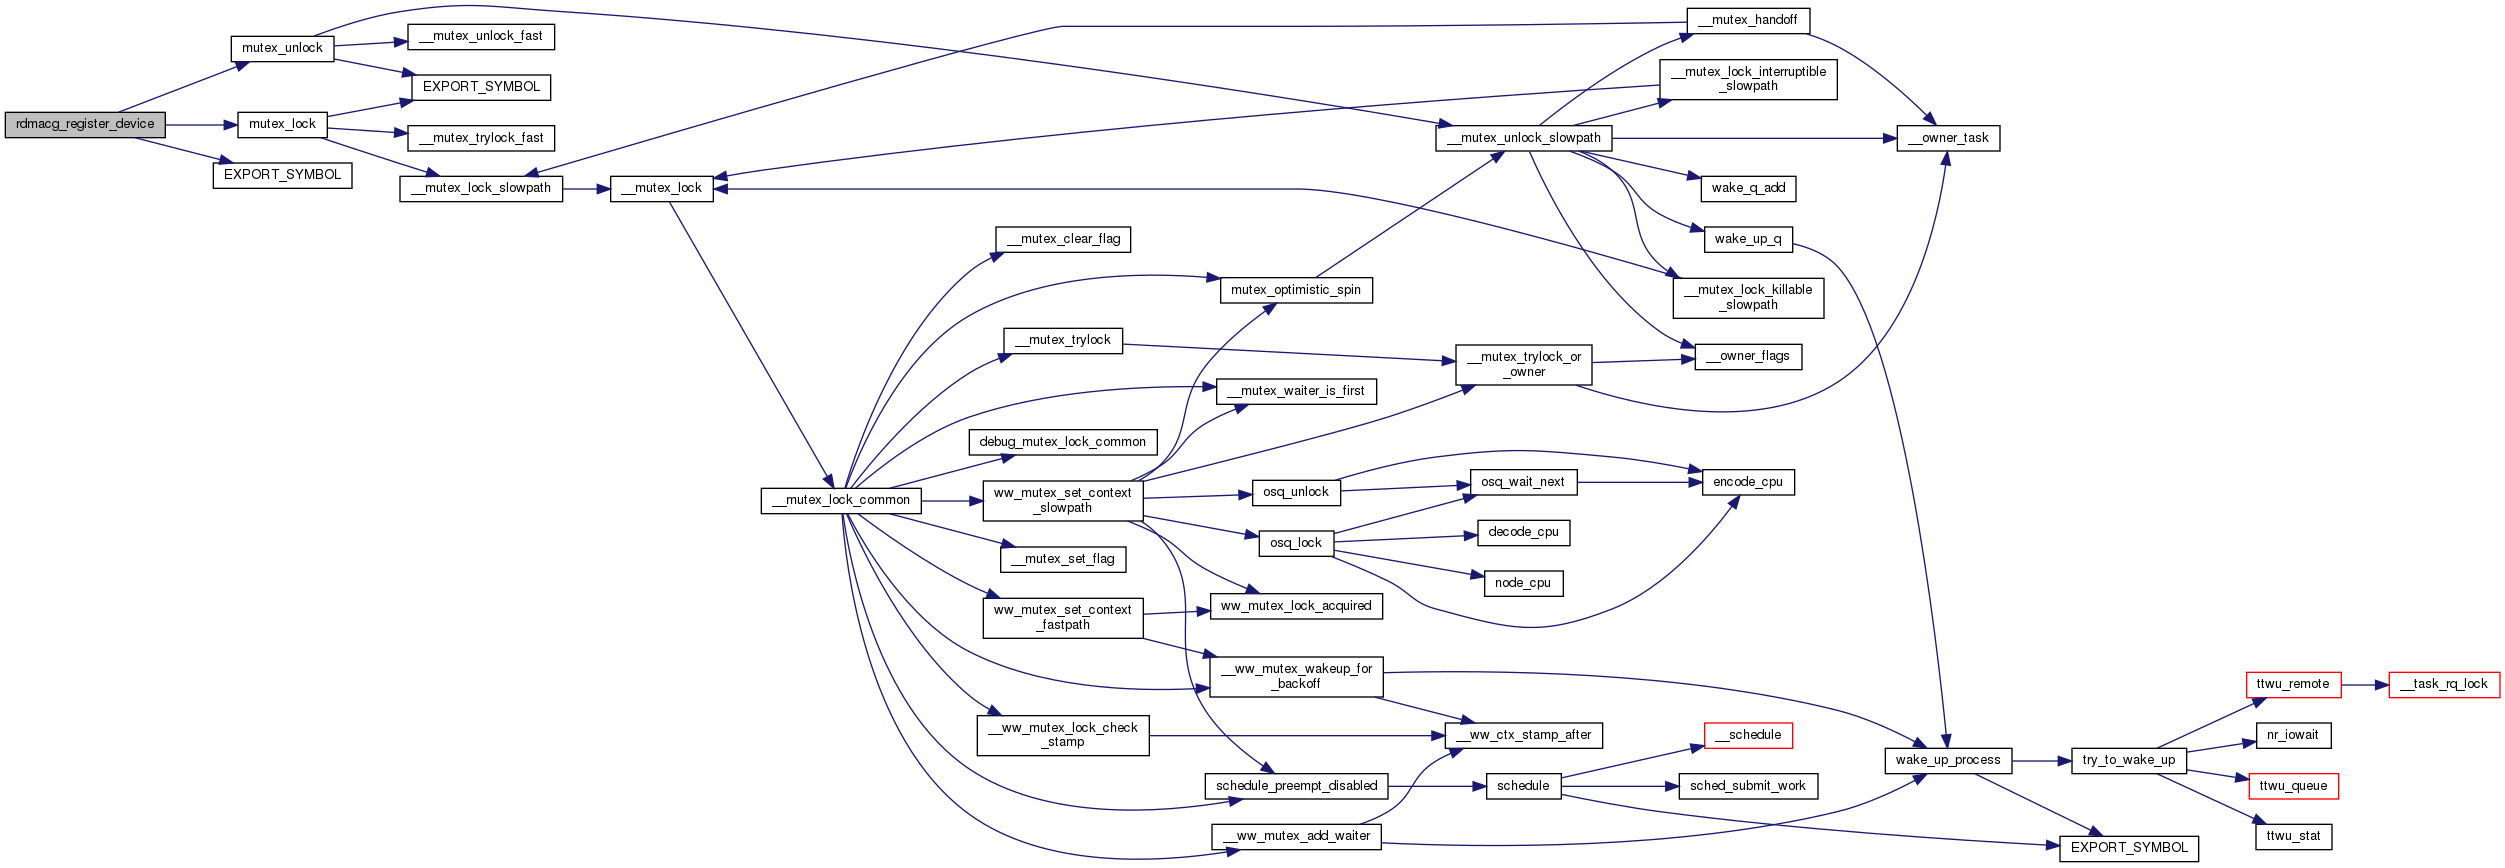 rdmacg_register_device
mutex_unlock
mutex_lock
EXPORT_SYMBOL
__mutex_unlock_fast
EXPORT_SYMBOL
__mutex_trylock_fast
__mutex_lock_slowpath
__mutex_lock
__mutex_lock_common
__mutex_clear_flag
__mutex_trylock
debug_mutex_lock_common
ww_mutex_set_context
_slowpath
__mutex_set_flag
ww_mutex_set_context
_fastpath
__ww_mutex_lock_check
_stamp
mutex_optimistic_spin
__mutex_waiter_is_first
osq_unlock
osq_lock
ww_mutex_lock_acquired
__ww_mutex_wakeup_for
_backoff
schedule_preempt_disabled
__ww_mutex_add_waiter
__mutex_unlock_slowpath
__mutex_trylock_or
_owner
osq_wait_next
decode_cpu
node_cpu
__ww_ctx_stamp_after
schedule
__mutex_handoff
__mutex_lock_interruptible
_slowpath
wake_q_add
wake_up_q
__mutex_lock_killable
_slowpath
__owner_flags
encode_cpu
__schedule
sched_submit_work
__owner_task
wake_up_process
try_to_wake_up
EXPORT_SYMBOL
ttwu_remote
nr_iowait
ttwu_queue
ttwu_stat
__task_rq_lock